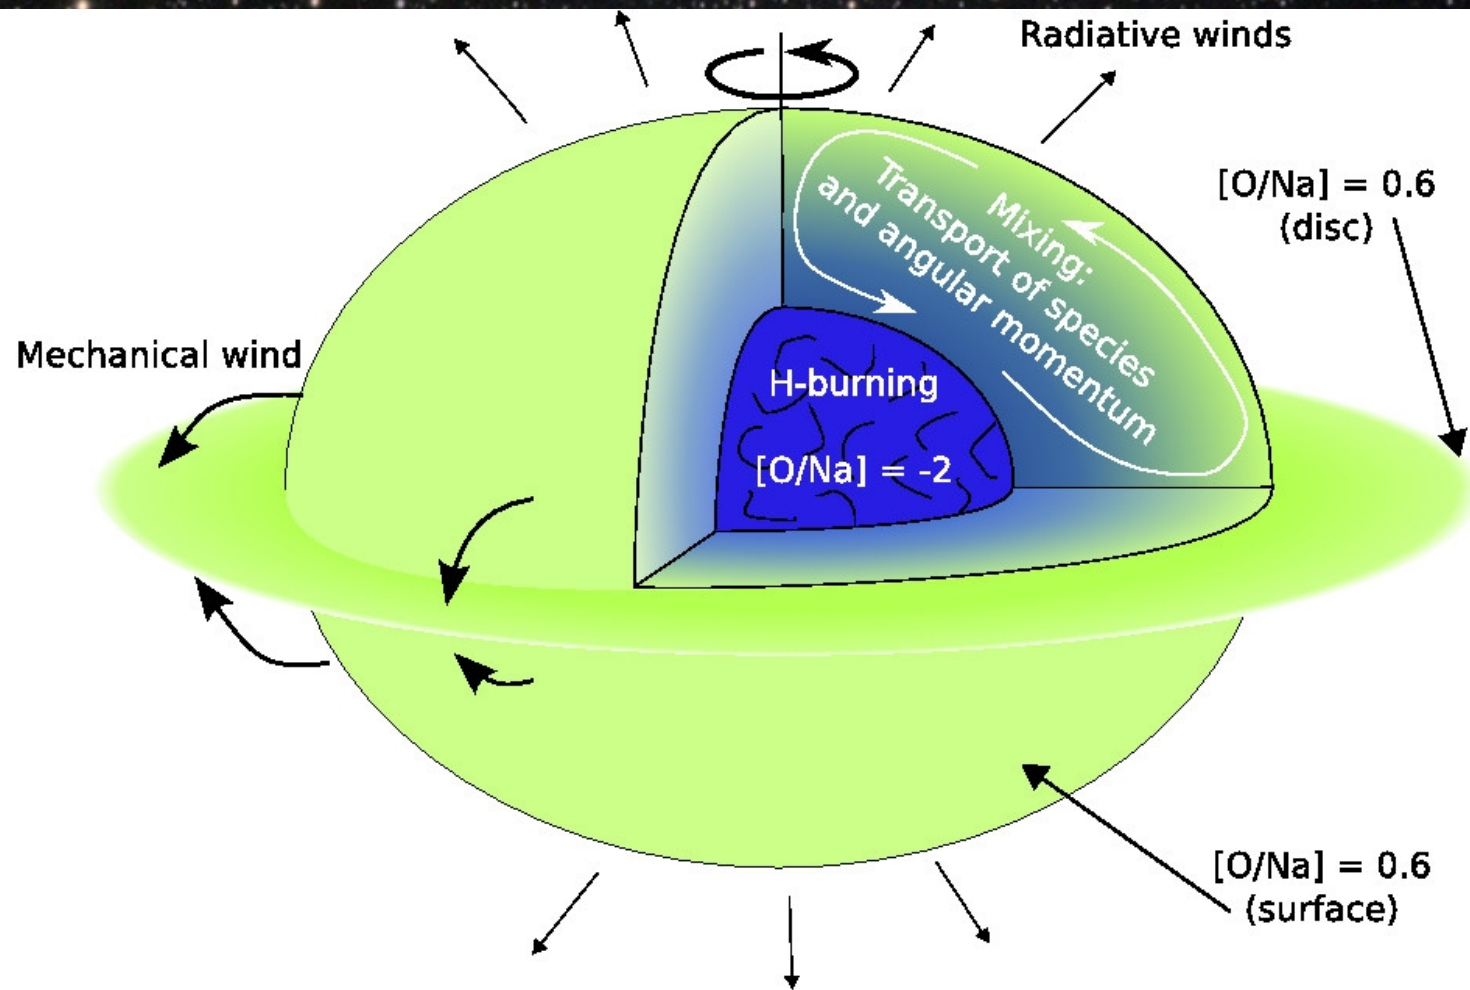 Radiative winds
[O/Na] = 0.6
(disc)
Mixing:
Transport of species
and angular momentum
Mechanical wind
H-burning
[O/Na] = -2
[O/Na] = 0.6
(surface)